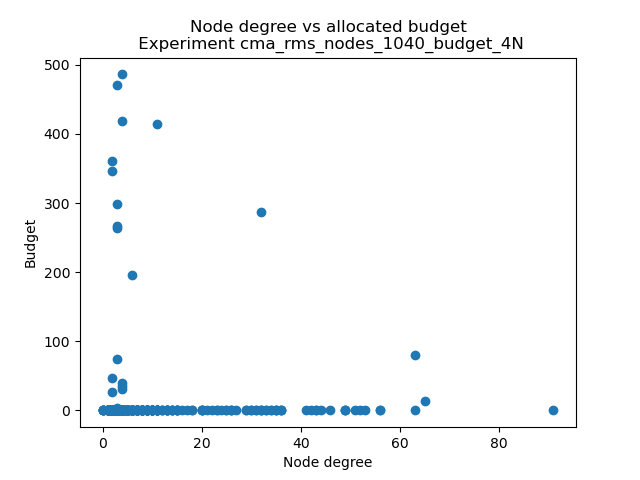 Node degree vs allocated budget
Experiment cma_rms_nodes_1040_budget_4N
500
400
300
200
100
0
Budget
0 20 40 60 80
Node degree